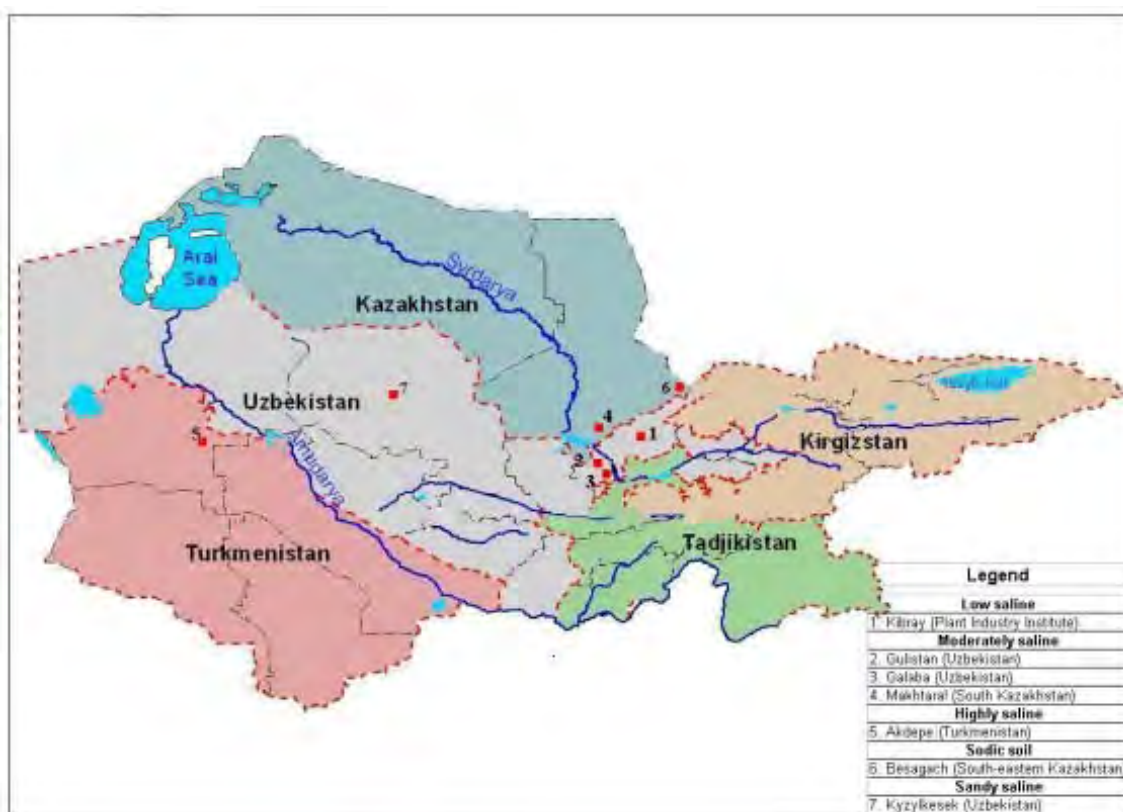 Aral
Sea
Syrdarya
Kazakhstan
6
7
4
1
Uzbekistan
Kirgizstan
5
2
3
Amudarya
Turkmenistan
Tadjikistan
Legend
Low saline
1. Kibray (Plant Industry Institute)
Moderately saline
2. Gulistan (Uzbekistan)
3. Galaba (Uzbekistan)
4. Makhtaral (South Kazakhstan)
Highly saline
5. Akdepe (Turkmenistan)
Sodic soil
6. Besagach (South-eastern Kazakhstan
Sandy saline
7. Kyzylkesek (Uzbekistan)